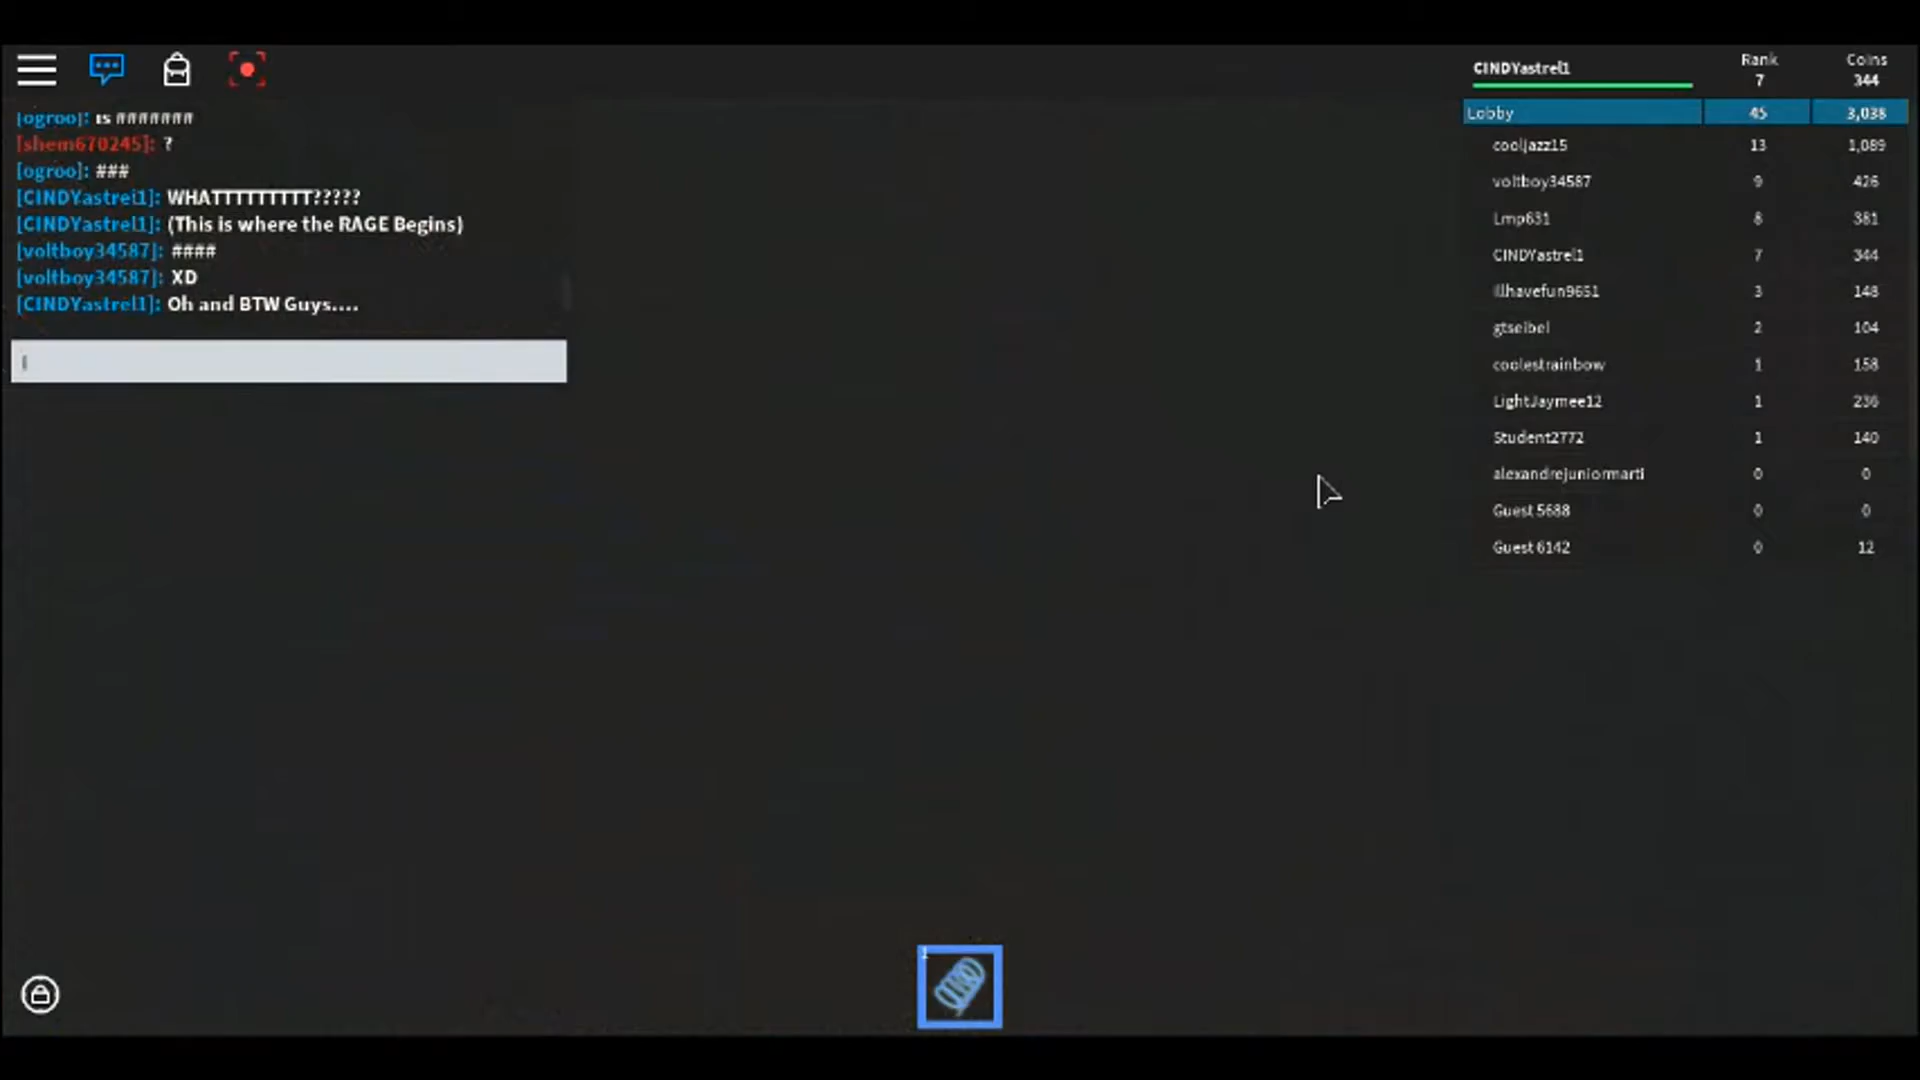 CINDYastrel1 Rank Coins
7 344
[ogroo]: is #######
[shem670245]: ?
[ogroo]: ###
[CINDYastrel1]: WHATTTTTTTTT?????
[CINDYastrel1]: (This is where the RAGE Begins)
[voltboy34587]: ####
[voltboy34587]: XD
[CINDYastrel1]: Oh and BTW Guys....
Lobby 45 3,038
cooljazz15 13 1,089
voltboy34587 9 426
Lmp631 8 381
CINDYastrel1 7 344
illhavefun9651 3 148
gtseibel 2 104
coolestrainbow 1 158
LightJaymee12 1 236
Student2772 1 140
alexandrejuniormarti 0 0
Guest 5688 0 0
Guest 6142 0 12
1